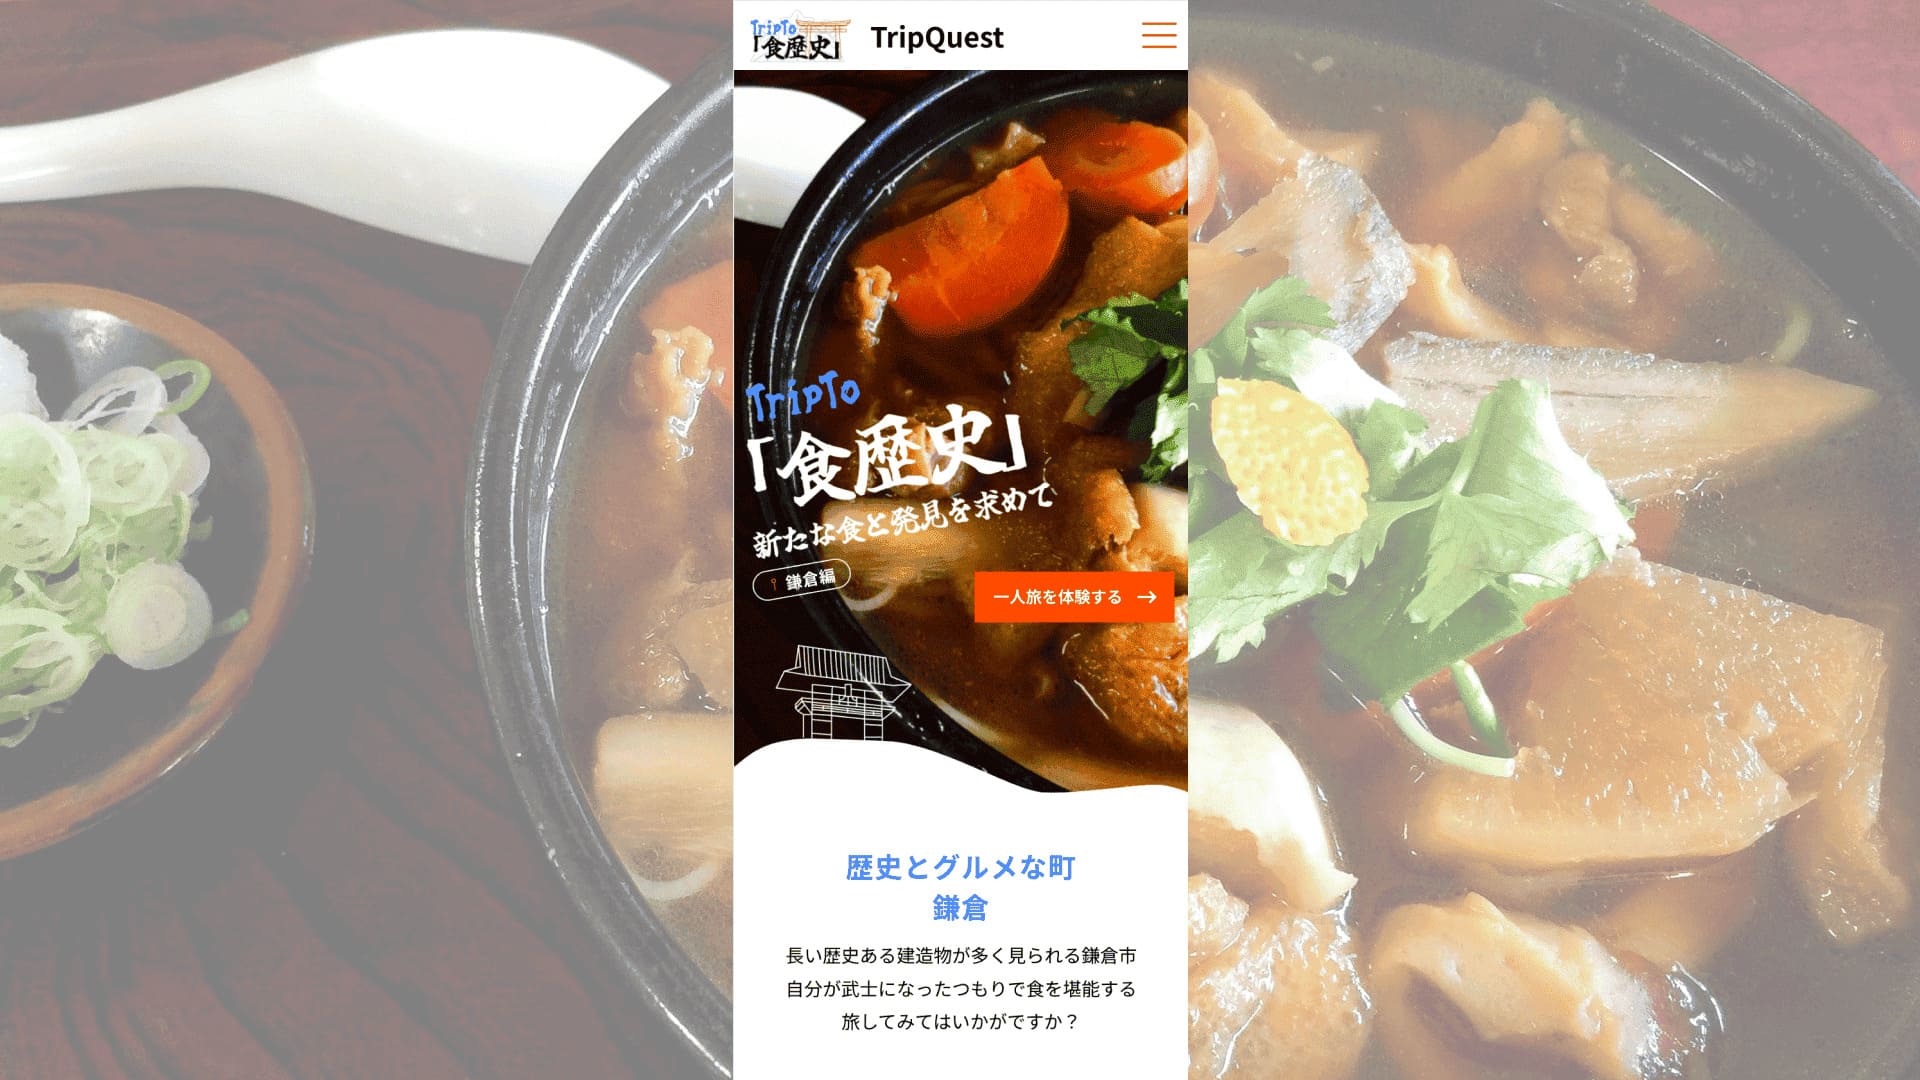 TripTo
「食歴史」
TripQuest
TripTo
「食歴史」
新たな食と発見を求めて
鎌倉編
一人旅を体験する →
歴史とグルメな町
鎌倉
長い歴史ある建造物が多く見られる鎌倉市
自分が武士になったつもりで食を堪能する
旅してみてはいかがですか？